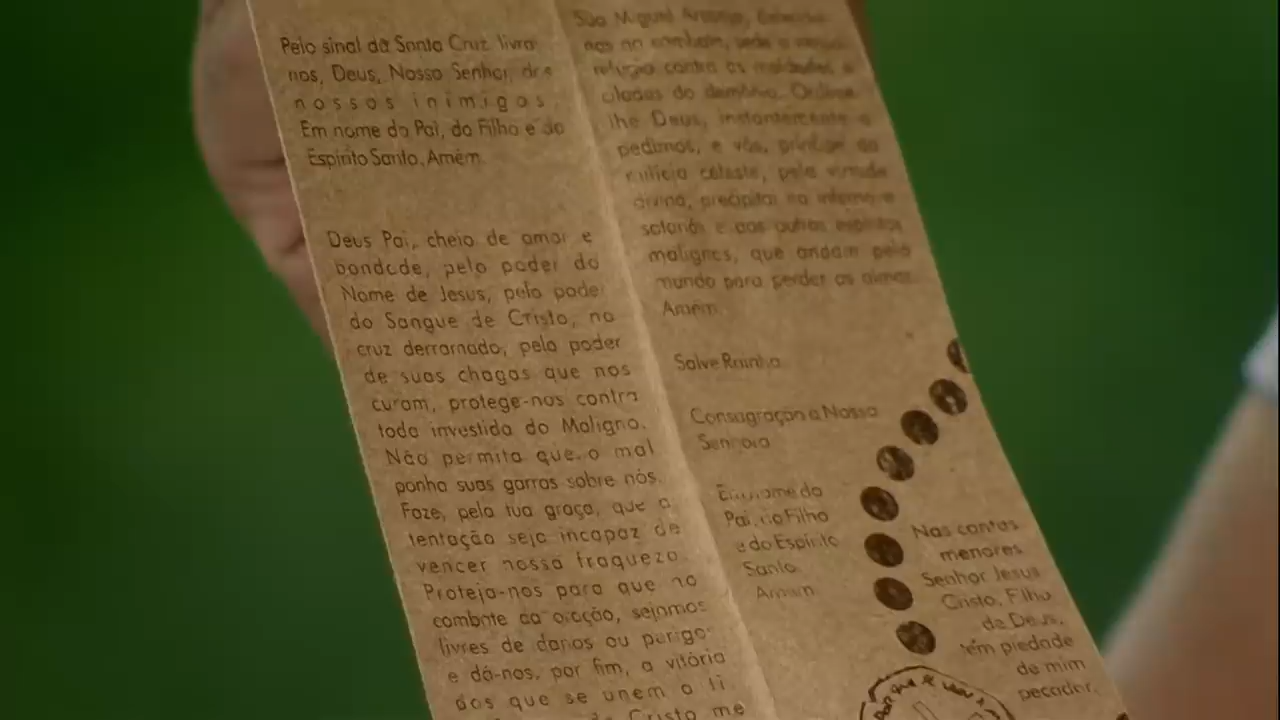 Pelo sinal da Santa Cruz livra
nos, Deus, Nosso Senhor, dos
nossos inimigos
Em nome do Pai, do Filho e do
Espírito Santo, Amém.
Deus Pai, cheio de amor e
bondade, pelo poder do
Nome de Jesus, pelo poder
do Sangue de Cristo, na
cruz derramado, pelo poder
de suas chagas que nos
curam, protege-nos contra
toda investida do Maligno.
Não permita que o mal
ponha suas garras sobre nós.
Faze, pela tua graça, que a
tentação seja incapaz de
vencer nossa fraqueza
Proteja-nos para que no
combate da oração, sejamos
livres de danos ou perigo
e dá-nos, por fim, a vitória
dos que se unem a ti
Cristo me
São Miguel Arcanjo, defendei-
nos no combate, sede o nosso
refúgio contra as maldades e
ciladas do demônio. Ordene
lhe Deus, instantemente o
pedimos, e vós, príncipe da
milícia celeste, pela virtude
divina, precipitai no inferno a
satanás e aos outros espíritos
malignos, que andam pelo
mundo para perder as almas.
Amém.
Salve Rainha
Consagração a Nossa
Senhora
Em nome do
Pai, do Filho
e do Espírito
Santo
Amém
Nas contas
menores
Senhor Jesus
Cristo, Filho
de Deus,
tém piedade
de mim
pecador.